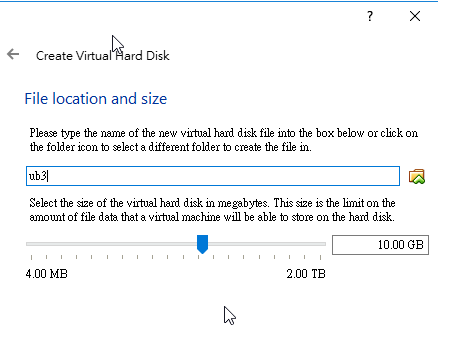 ?
Create Virtual Hard Disk
File location and size
Please type the name of the new virtual hard disk file into the box below or click on
the folder icon to select a different folder to create the file in.
ub3
Select the size of the virtual hard disk in megabytes. This size is the limit on the
amount of file data that a virtual machine will be able to store on the hard disk.
10.00 GB
4.00 MB 2.00 TB